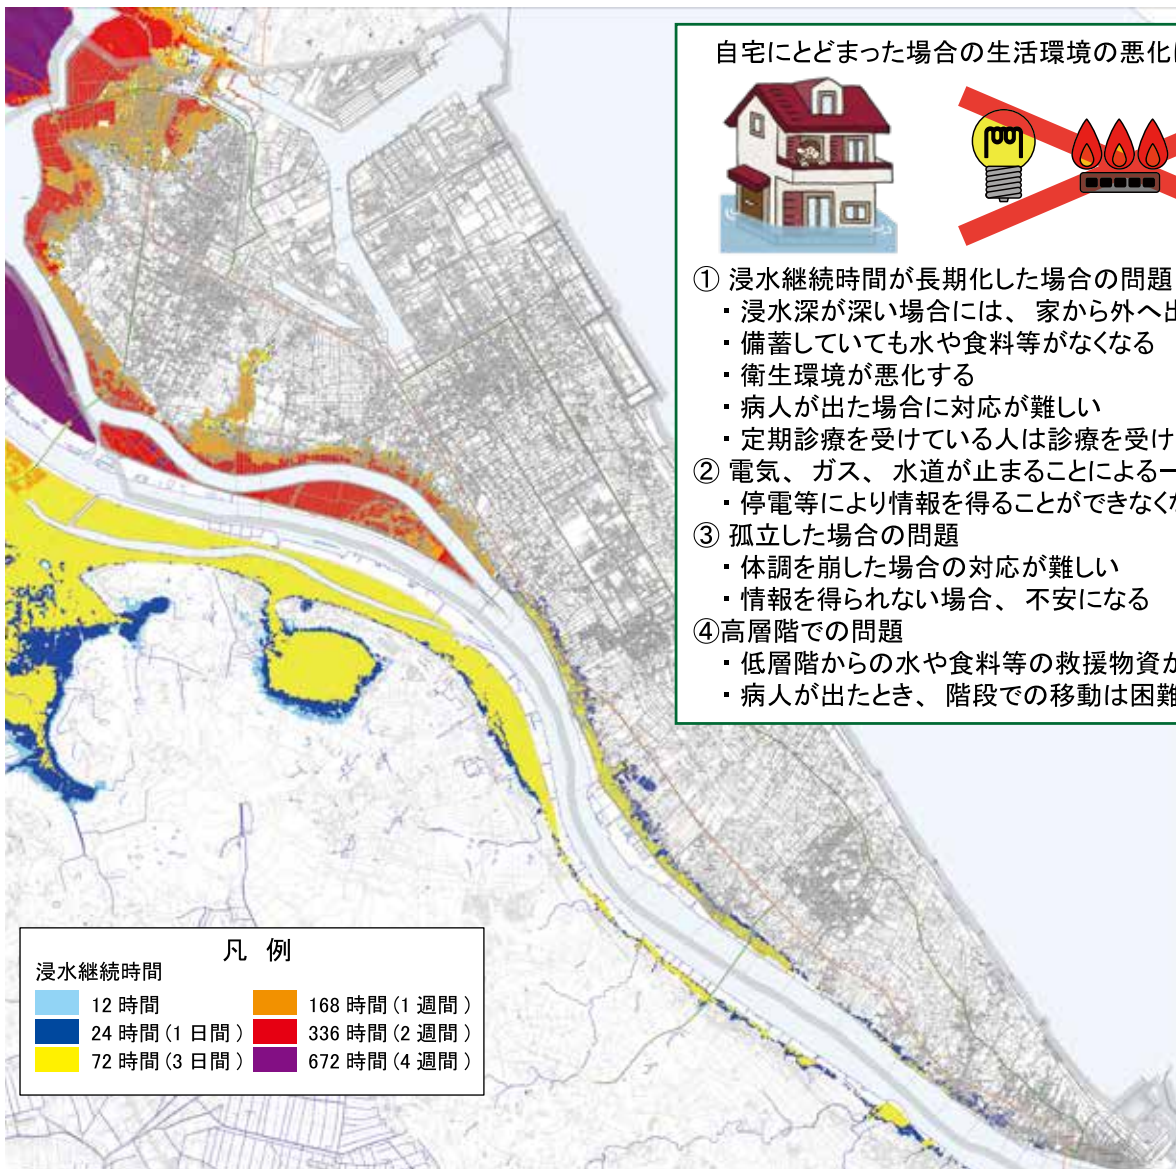 自宅にとどまった場合の生活環境の悪化
① 浸水継続時間が長期化した場合の問題
・浸水深が深い場合には、家から外へ出
・備蓄していても水や食料等がなくなる
・衛生環境が悪化する
・病人が出た場合に対応が難しい
・定期診療を受けている人は診療を受け
② 電気、ガス、水道が止まることによる一
・停電等により情報を得ることができなくな
③ 孤立した場合の問題
・体調を崩した場合の対応が難しい
・情報を得られない場合、不安になる
④高層階での問題
・低層階からの水や食料等の救援物資が
・病人が出たとき、階段での移動は困難
凡 例
浸水継続時間
12 時間
24 時間(1 日間)
72 時間(3 日間)
168 時間(1 週間)
336 時間(2 週間)
672 時間(4 週間)